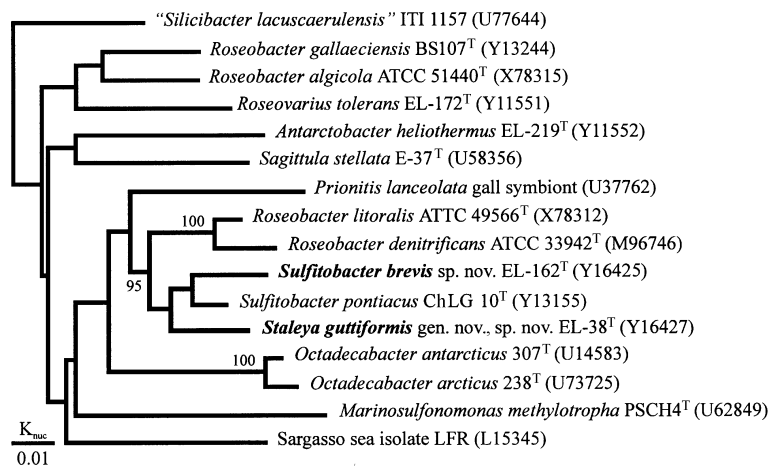 “Silicibacter lacuscaerulensis” ITI 1157 (U77644)
Roseobacter gallaeciensis BS107T (Y13244)
Roseobacter algicola ATCC 51440T (X78315)
Roseovarius tolerans EL-172T (Y11551)
Antarctobacter heliothermus EL-219T (Y11552)
Sagittula stellata E-37T (U58356)
Prionitis lanceolata gall symbiont (U37762)
100
Roseobacter litoralis ATTC 49566T (X78312)
Roseobacter denitrificans ATCC 33942T (M96746)
95
Sulfitobacter brevis sp. nov. EL-162T (Y16425)
Sulfitobacter pontiacus ChLG 10T (Y13155)
Staleya guttiformis gen. nov., sp. nov. EL-38T (Y16427)
100
Octadecabacter antarcticus 307T (U14583)
Octadecabacter arcticus 238T (U73725)
Marinosulfonomonas methylotropha PSCH4T (U62849)
Sargasso sea isolate LFR (L15345)
Knuc
0.01